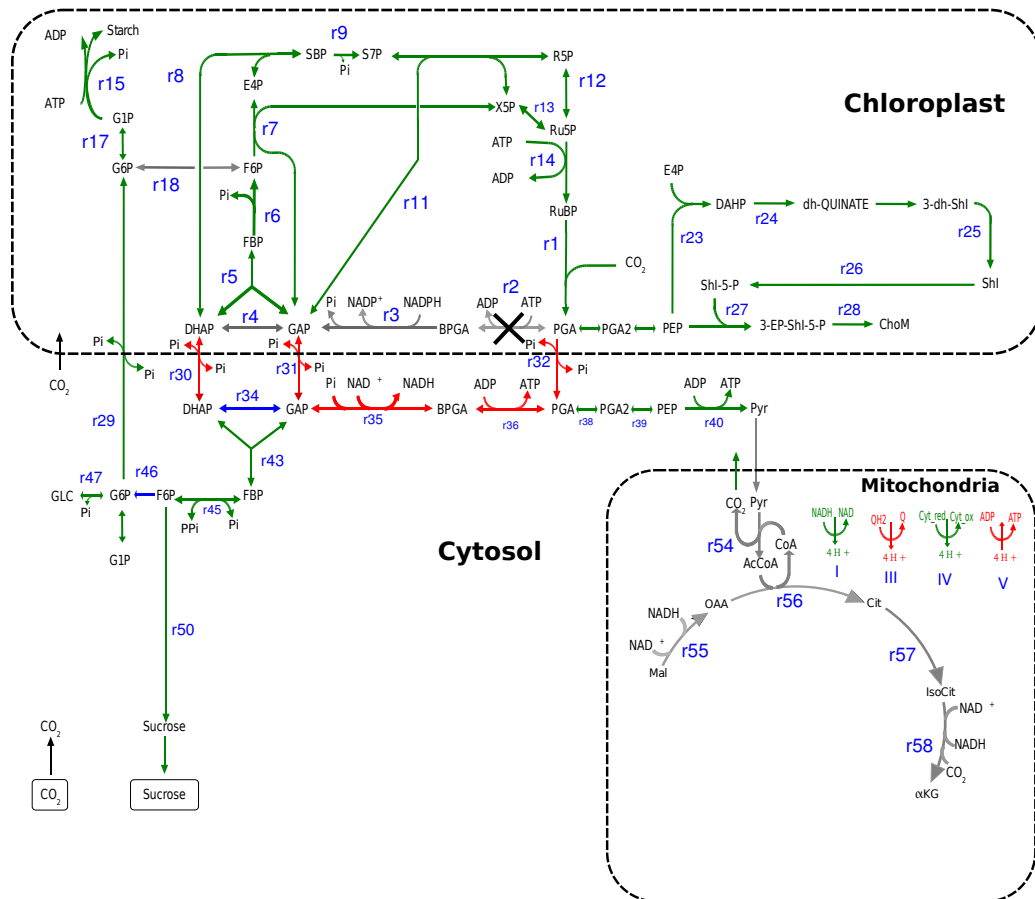 ADP
Starch
Pi
r15
ATP
G1P
r17
G6P
r18
F6P
r8
r9
SBP
S7P
Pi
E4P
r7
Pi
r6
FBP
r5
r11
R5P
r12
X5P
r13
Ru5P
ATP
r14
ADP
RuBP
r1
CO2
Chloroplast
E4P
DAHP
r24
dh-QUINATE
3-dh-ShI
r25
r23
r26
ShI
ShI-5-P
r27
r28
3-EP-ShI-5-P
ChoM
DHAP
r4
GAP
Pi
NADP+
r3
NADPH
BPGA
ADP
r2
ATP
PGA
PGA2
PEP
CO2
Pi
Pi
r29
Pi
r30
Pi
Pi
r31
Pi
Pi
r32
Pi
DHAP
r34
GAP
Pi
NAD +
NADH
r35
BPGA
ADP
ATP
r36
PGA
r38
PGA2
r39
PEP
ADP
ATP
r40
Pyr
r43
r47
GLC
Pi
G6P
r46
F6P
r45
PPi
Pi
FBP
G1P
Cytosol
r50
Sucrose
Sucrose
CO2
CO2
Mitochondria
CO2
Pyr
r54
CoA
AcCoA
NADH
NAD
4 H +
I
QH2
Q
4 H +
III
Cyt_red
Cyt_ox
4 H +
IV
ADP
ATP
4 H +
V
NADH
OAA
r56
Cit
NAD +
r55
Mal
r57
IsoCit
NAD +
r58
NADH
CO2
αKG